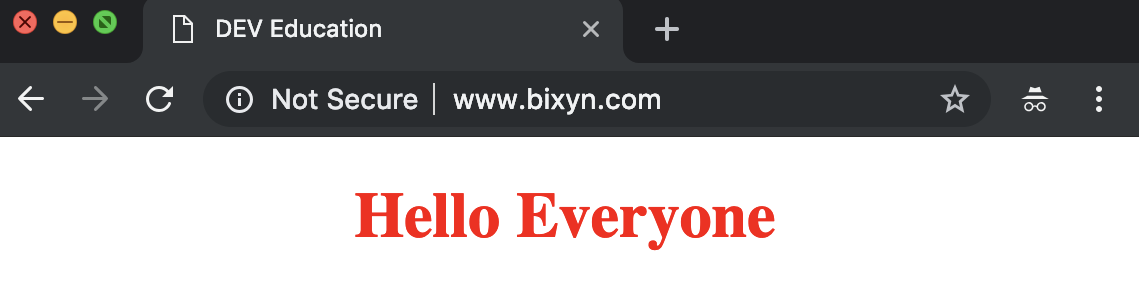 DEV Education
Not Secure | www.bixyn.com
Hello Everyone